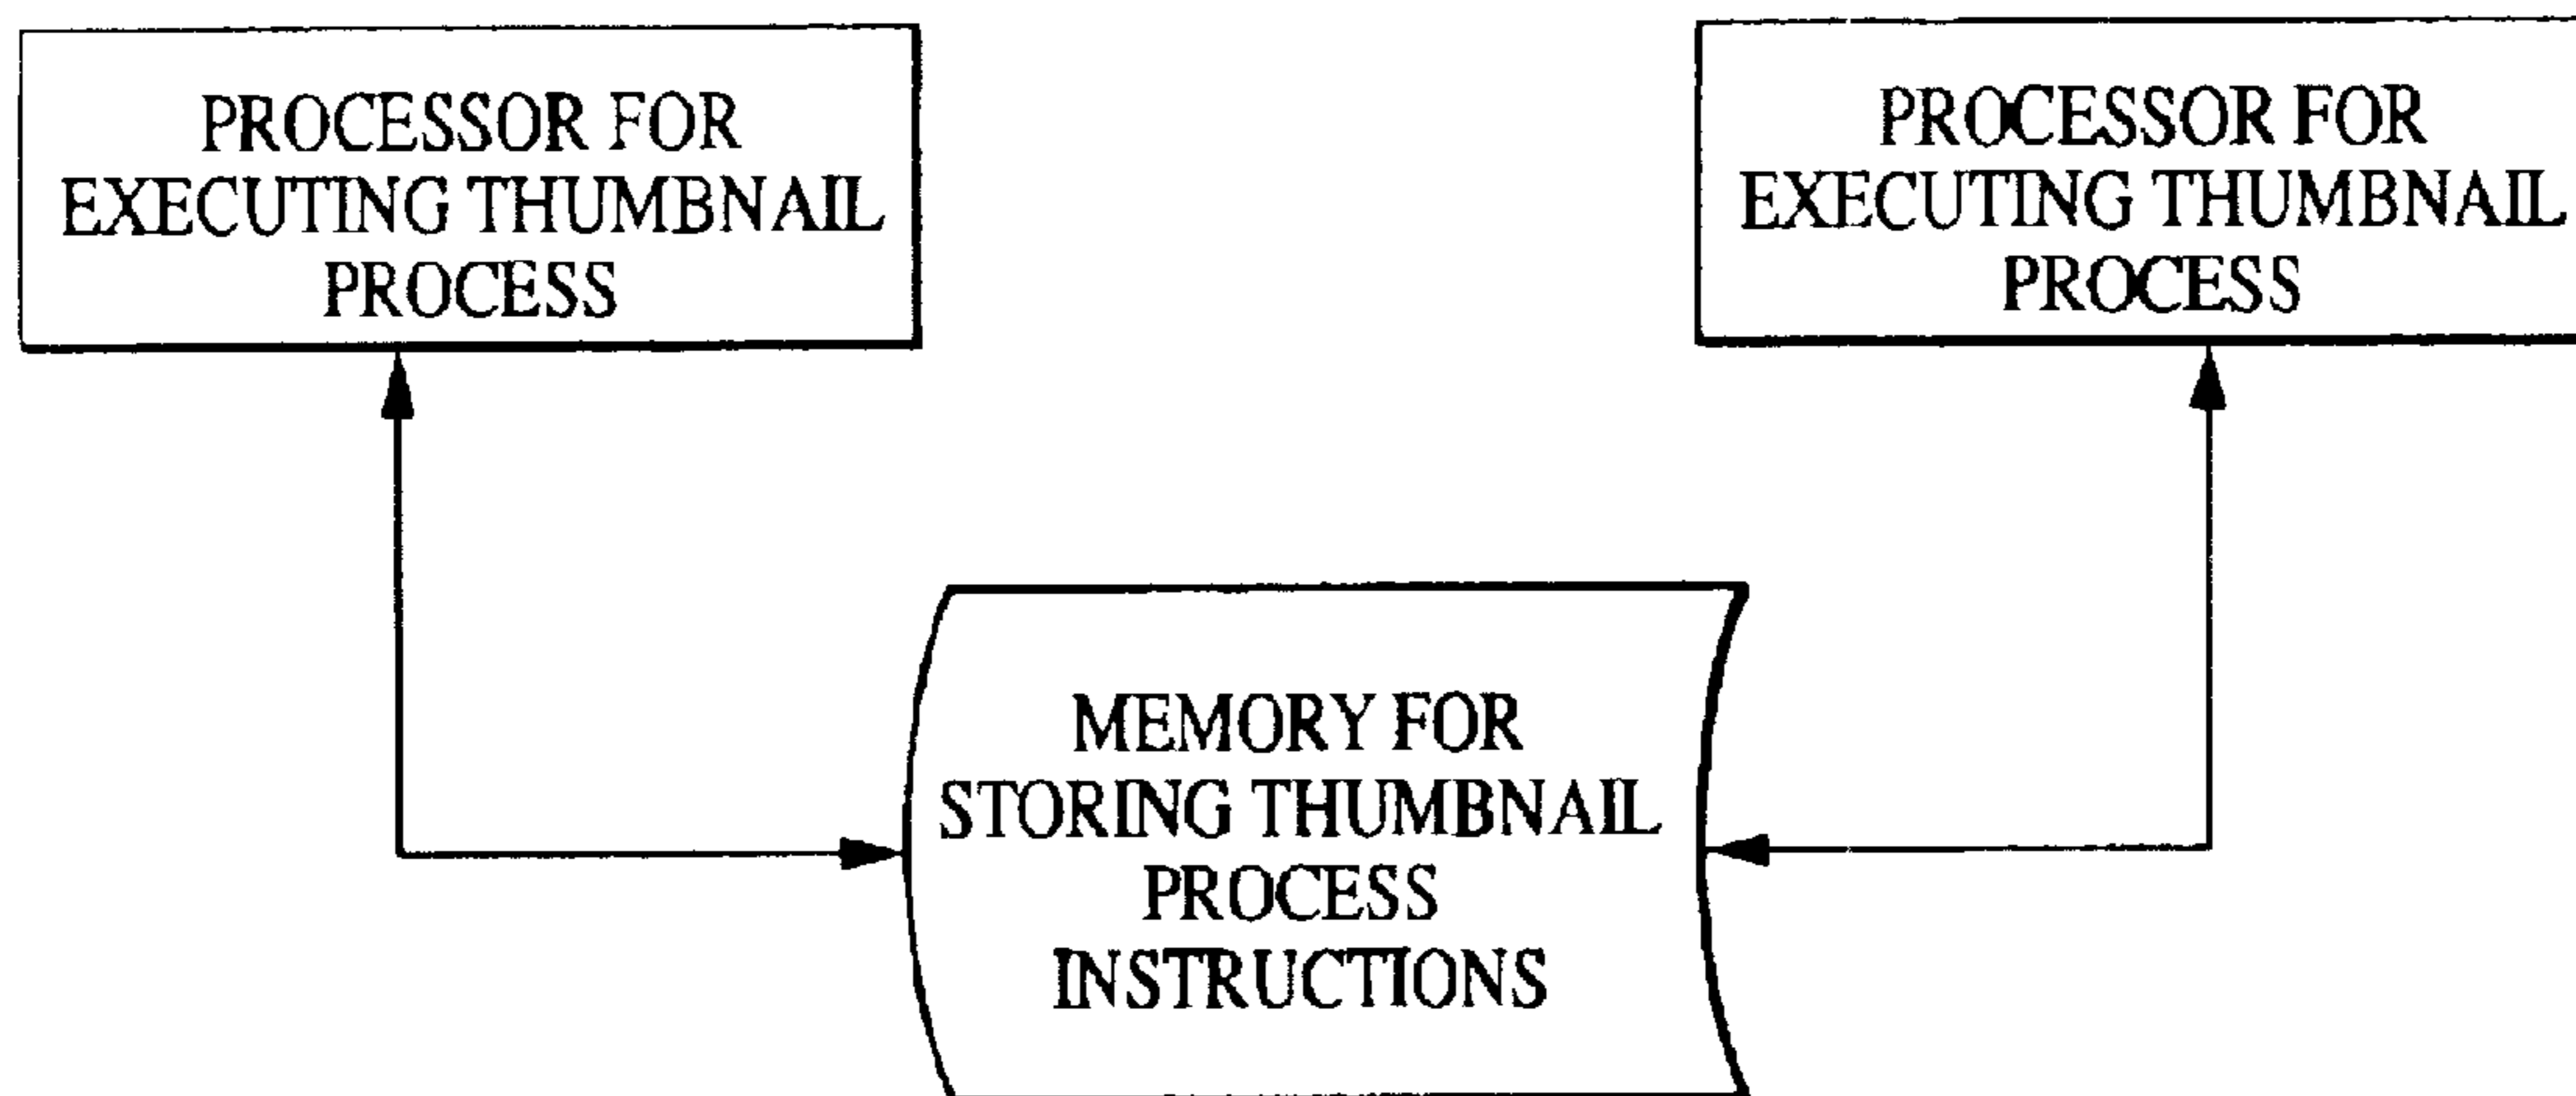 PROCESSOR FOR
EXECUTING THUMBNAIL
PROCESS
PROCESSOR FOR
EXECUTING THUMBNAIL
PROCESS
MEMORY FOR
STORING THUMBNAIL
PROCESS
INSTRUCTIONS